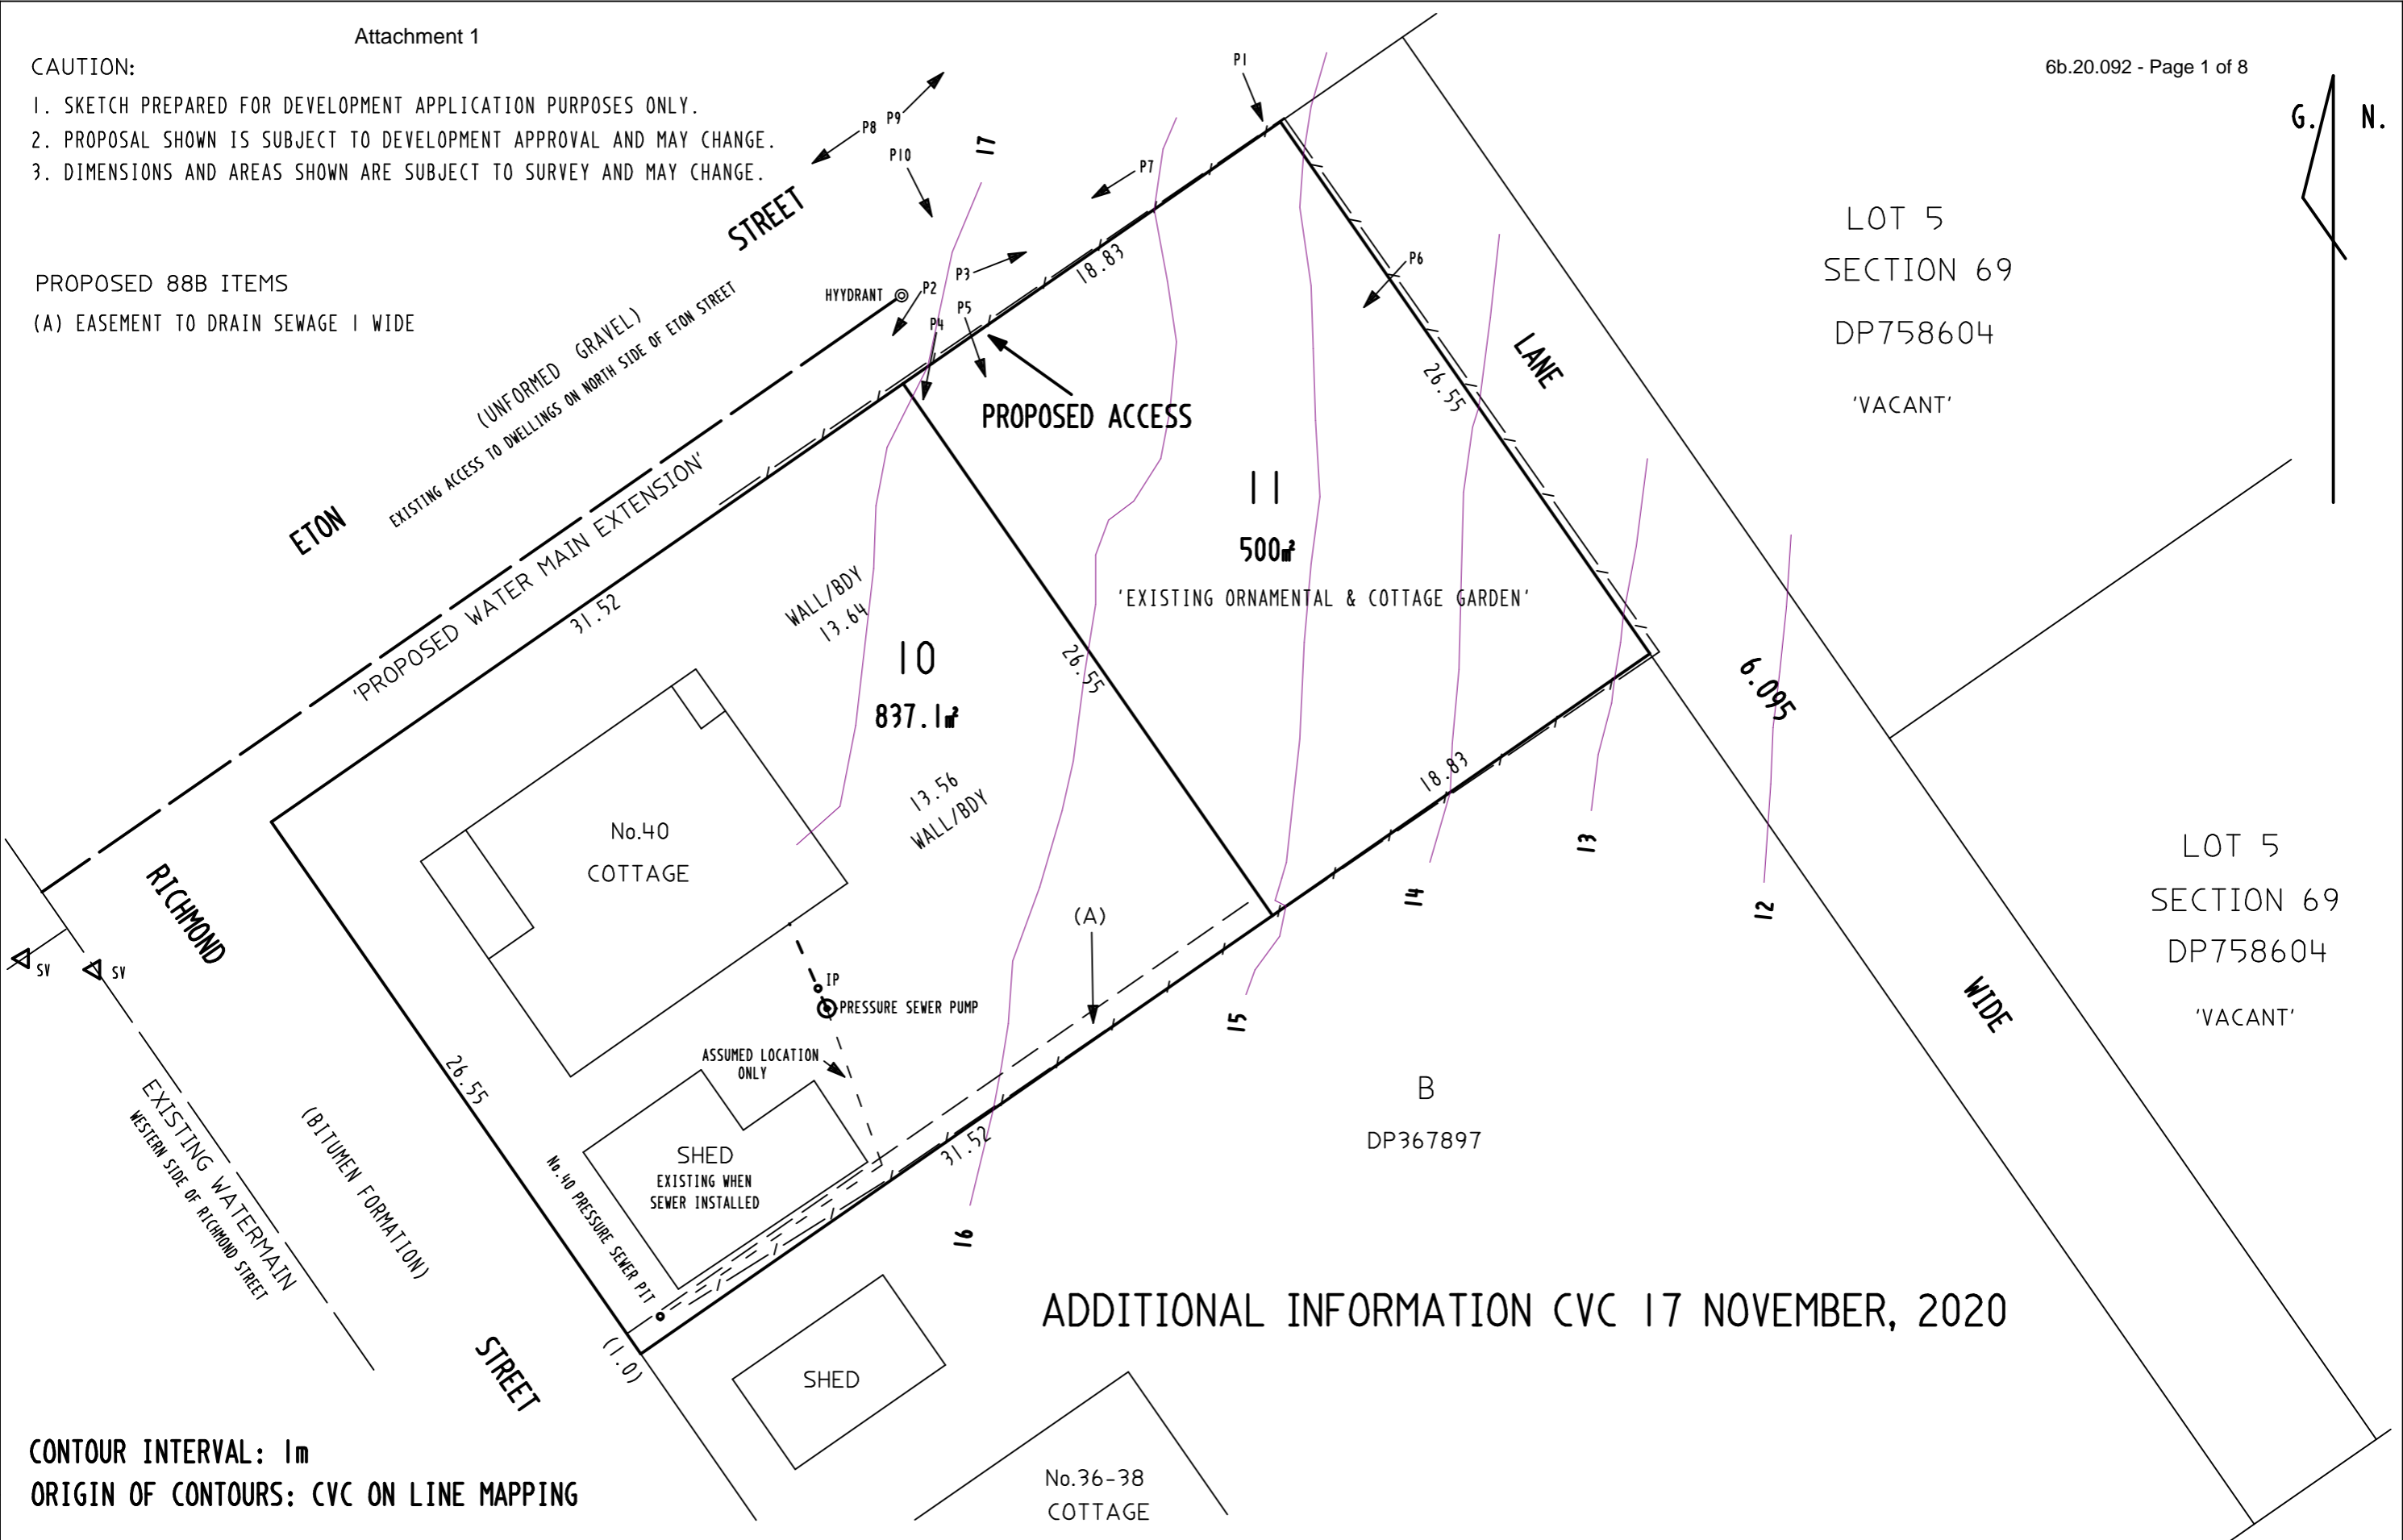 Attachment 1
6b.20.092 - Page 1 of 8
CAUTION:
1. SKETCH PREPARED FOR DEVELOPMENT APPLICATION PURPOSES ONLY.
2. PROPOSAL SHOWN IS SUBJECT TO DEVELOPMENT APPROVAL AND MAY CHANGE.
3. DIMENSIONS AND AREAS SHOWN ARE SUBJECT TO SURVEY AND MAY CHANGE.
PROPOSED 88B ITEMS
(A) EASEMENT TO DRAIN SEWAGE 1 WIDE
G. N.
P1
P9
P8
P10
17
P7
STREET
P3
P2
P5
P4
P6
HYYDRANT
18.83
LOT 5
SECTION 69
DP758604
'VACANT'
LANE
26.55
PROPOSED ACCESS
(UNFORMED GRAVEL)
EXISTING ACCESS TO DWELLINGS ON NORTH SIDE OF ETON STREET
ETON
'PROPOSED WATER MAIN EXTENSION'
31.52
11
500m²
'EXISTING ORNAMENTAL & COTTAGE GARDEN'
WALL/BDY
13.64
10
837.1m²
26.55
6.095
13.56
WALL/BDY
18.83
No.40
COTTAGE
13
14
12
LOT 5
SECTION 69
DP758604
'VACANT'
RICHMOND
SV
SV
(A)
IP
PRESSURE SEWER PUMP
15
WIDE
ASSUMED LOCATION
ONLY
26.55
B
DP367897
EXISTING WATERMAIN
WESTERN SIDE OF RICHMOND STREET
(BITUMEN FORMATION)
SHED
EXISTING WHEN
SEWER INSTALLED
31.52
No.40 PRESSURE SEWER PIT
16
ADDITIONAL INFORMATION CVC 17 NOVEMBER, 2020
STREET
(1.0)
SHED
No.36-38
COTTAGE
CONTOUR INTERVAL: 1m
ORIGIN OF CONTOURS: CVC ON LINE MAPPING